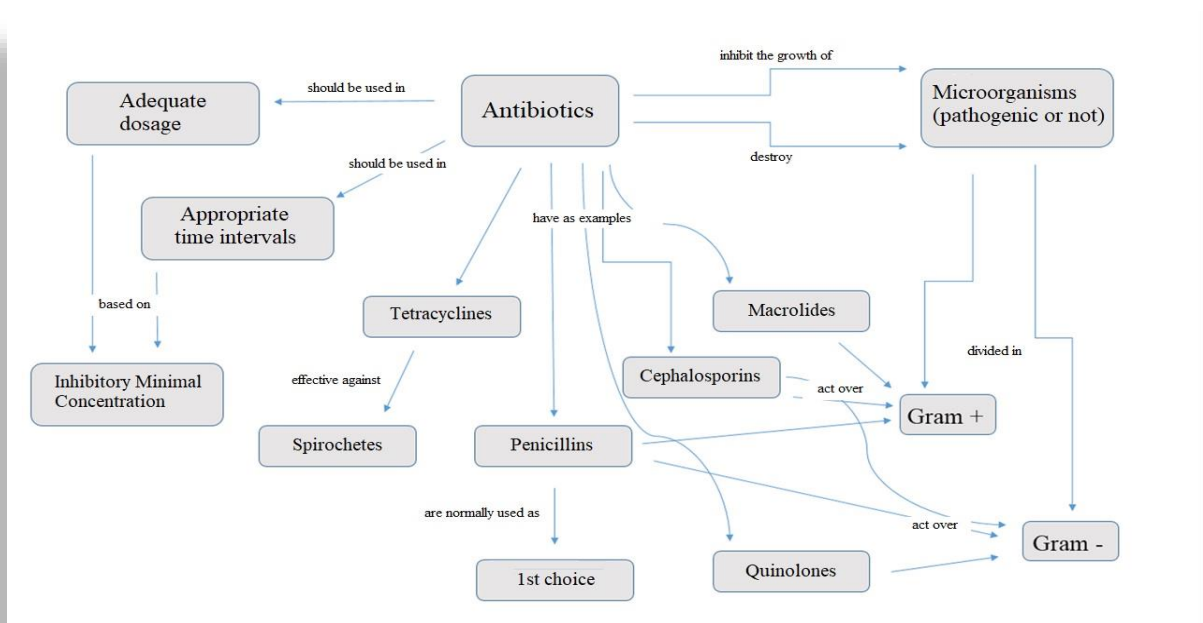 inhibit the growth of
should be used in
Adequate
dosage
Antibiotics
Microorganisms
(pathogenic or not)
should be used in
destroy
Appropriate
time intervals
have as examples
based on
Tetracyclines
Macrolides
divided in
effective against
Inhibitory Minimal
Concentration
Cephalosporins
act over
Gram +
Spirochetes
Penicillins
are normally used as
act over
Gram -
1st choice
Quinolones